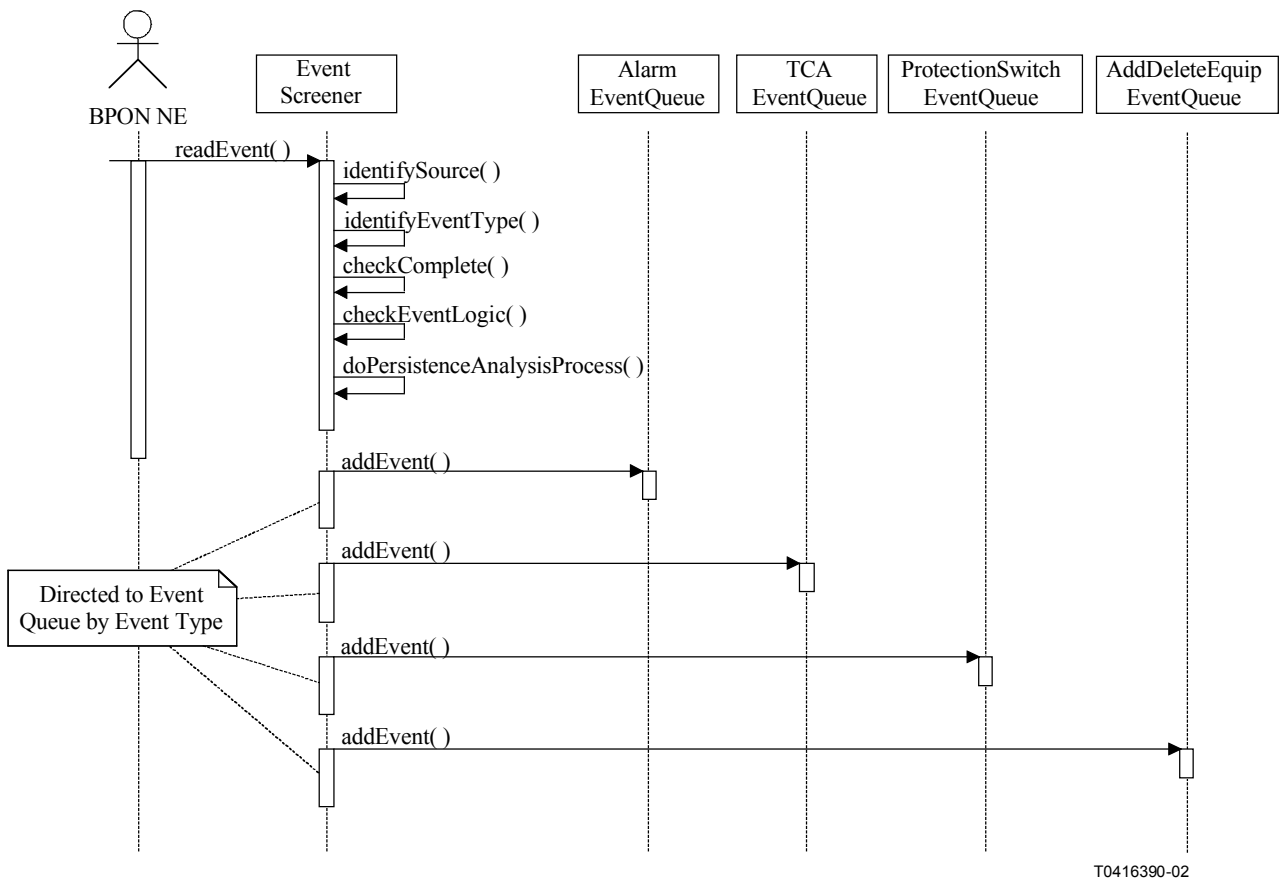 BPON NE
Event
Screener
Alarm
EventQueue
TCA
EventQueue
ProtectionSwitch
EventQueue
AddDeleteEquip
EventQueue
readEvent( )
identifySource( )
identifyEventType( )
checkComplete( )
checkEventLogic( )
doPersistenceAnalysisProcess( )
addEvent( )
addEvent( )
Directed to Event
Queue by Event Type
addEvent( )
addEvent( )
T0416390-02